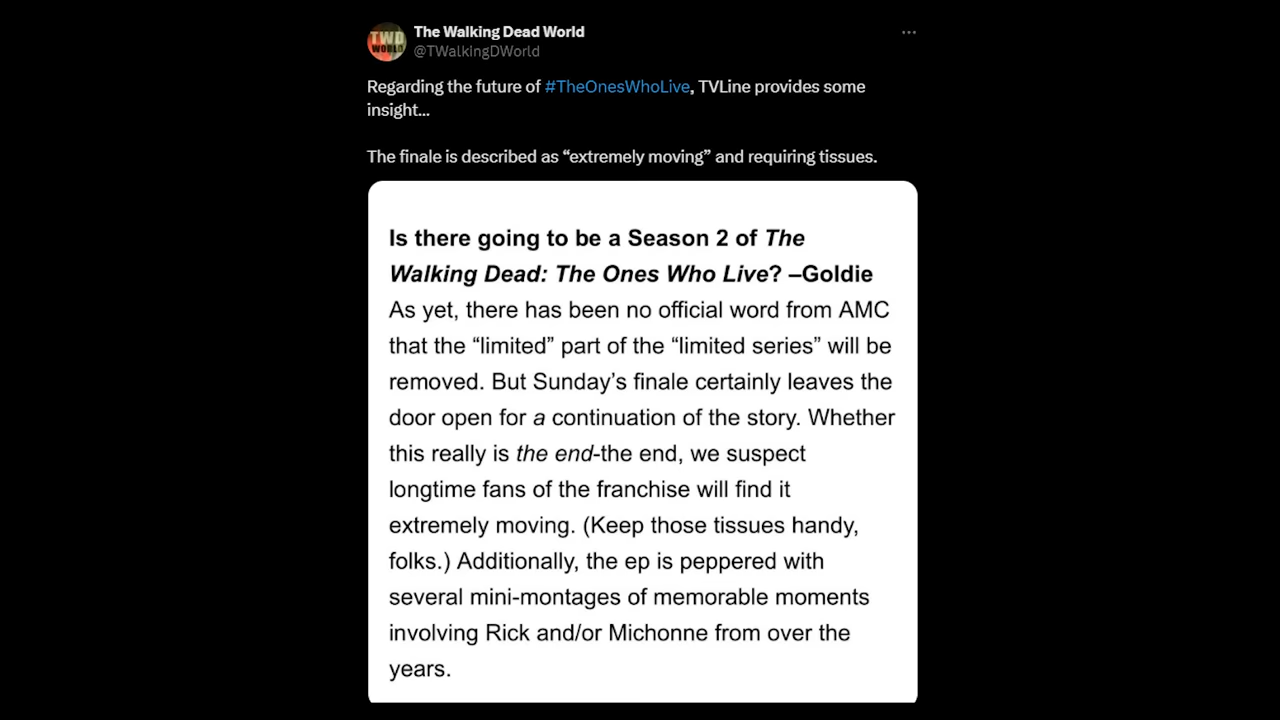 The Walking Dead World
@TWalkingDWorld
Regarding the future of #TheOnesWhoLive, TVLine provides some
insight...
The finale is described as “extremely moving” and requiring tissues.
Is there going to be a Season 2 of The
Walking Dead: The Ones Who Live? –Goldie
As yet, there has been no official word from AMC
that the “limited” part of the “limited series” will be
removed. But Sunday’s finale certainly leaves the
door open for a continuation of the story. Whether
this really is the end-the end, we suspect
longtime fans of the franchise will find it
extremely moving. (Keep those tissues handy,
folks.) Additionally, the ep is peppered with
several mini-montages of memorable moments
involving Rick and/or Michonne from over the
years.
TWD
WORLD